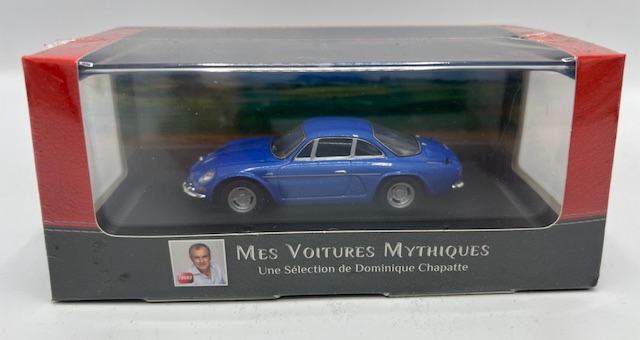 MES VOITURES MYTHIQUES
Une Sélection de Dominique Chapatte